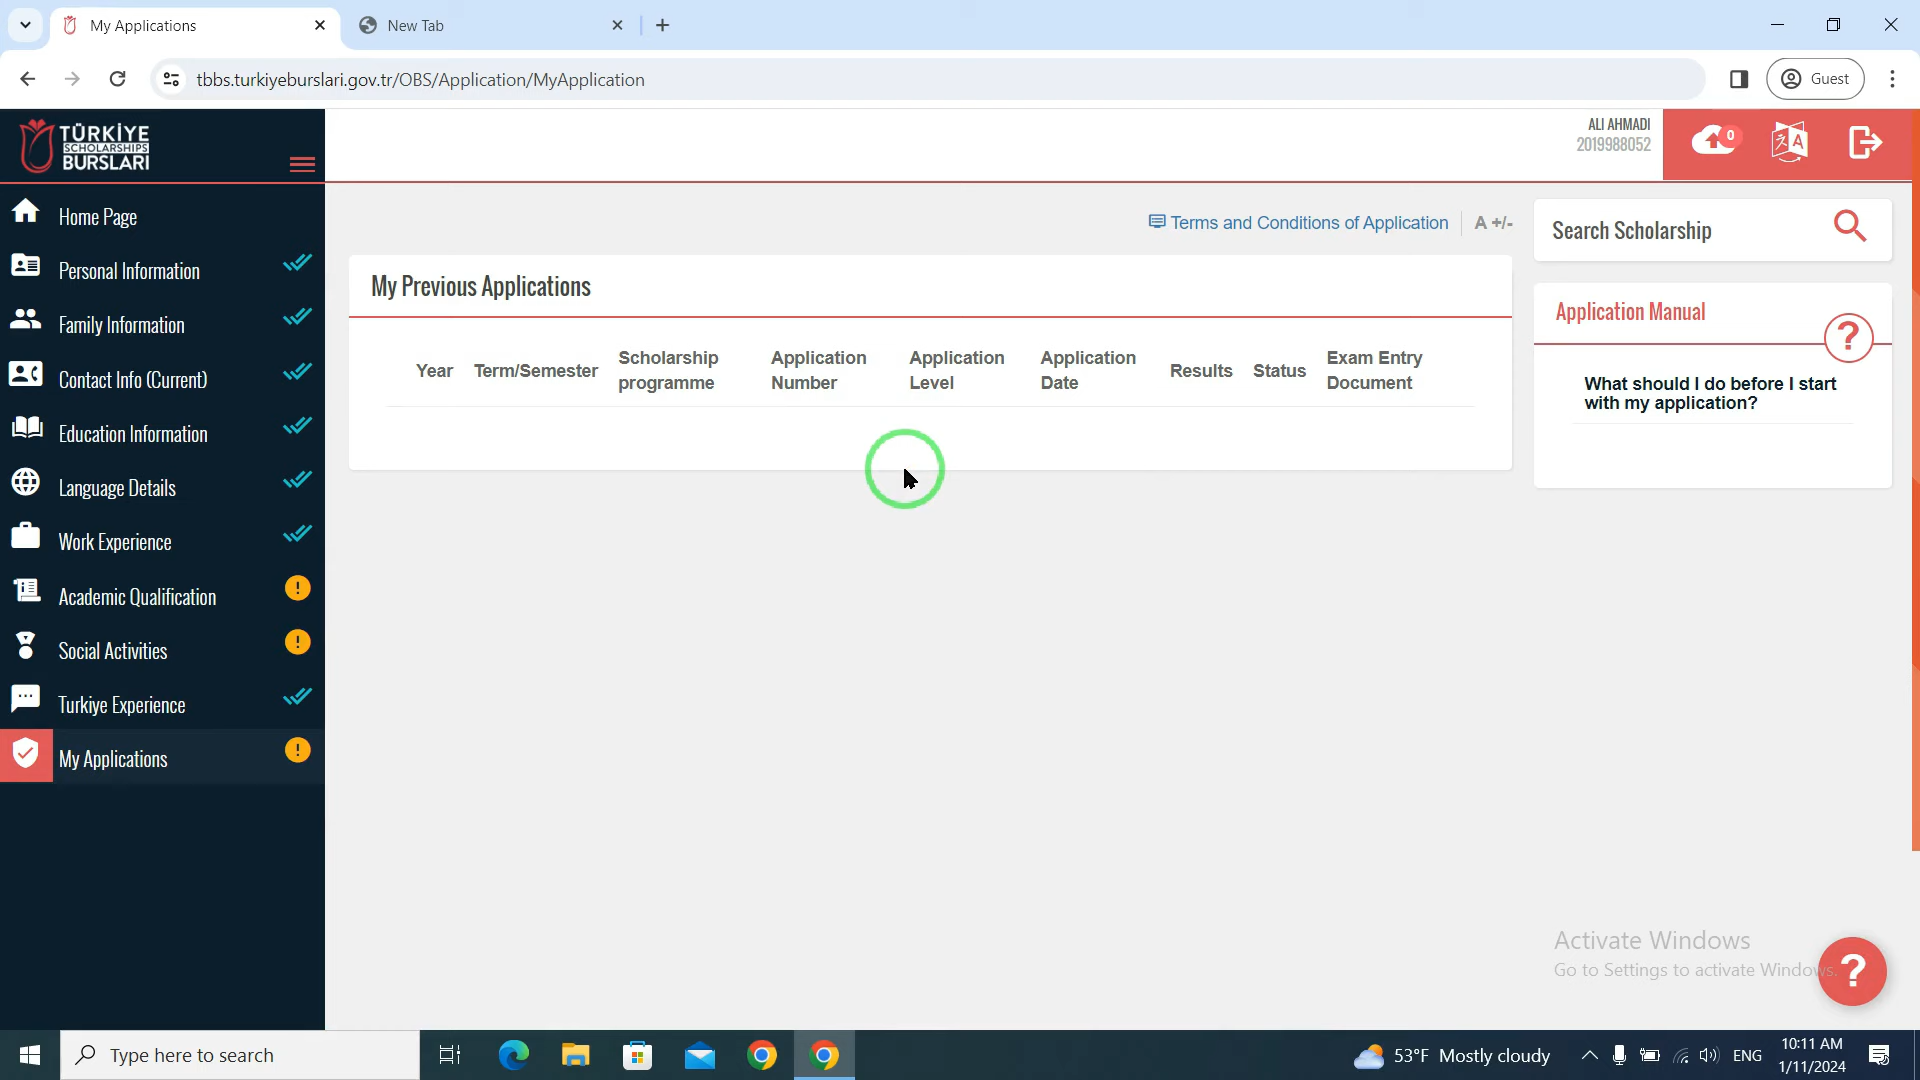 My Applications
New Tab
tbbs.turkiyeburslari.gov.tr/OBS/Application/MyApplication
Guest
TÜRKİYE
SCHOLARSHIPS
BURSLARI
ALI AHMADI
2019988052
0
A
Home Page
Personal Information
Family Information
Contact Info (Current)
Education Information
Language Details
Work Experience
Academic Qualification
!
Social Activities
!
Turkiye Experience
My Applications
!
Terms and Conditions of Application
A +/-
My Previous Applications
Year
Term/Semester
Scholarship
programme
Application
Number
Application
Level
Application
Date
Results
Status
Exam Entry
Document
Search Scholarship
Application Manual
?
What should I do before I start
with my application?
Activate Windows
Go to Settings to activate Windows.
?
Type here to search
53°F Mostly cloudy
ENG
10:11 AM
1/11/2024